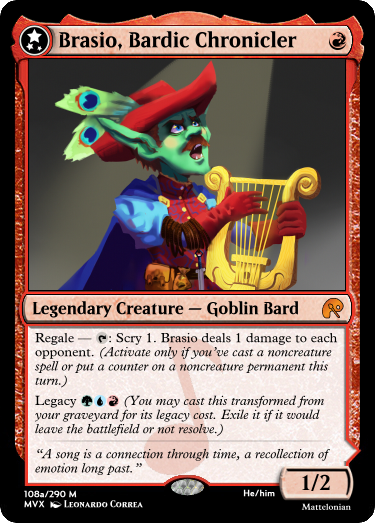 Brasio, Bardic Chronicler
Legendary Creature — Goblin Bard
Regale — : Scry 1. Brasio deals 1 damage to each
opponent. (Activate only if you’ve cast a noncreature
spell or put a counter on a noncreature permanent this
turn.)
Legacy (You may cast this transformed from
your graveyard for its legacy cost. Exile it if it would
leave the battlefield or not resolve.)
“A song is a connection through time, a recollection of
emotion long past.”
1/2
108a/290 M
He/him
MVX Leonardo Correa
Mattelonian